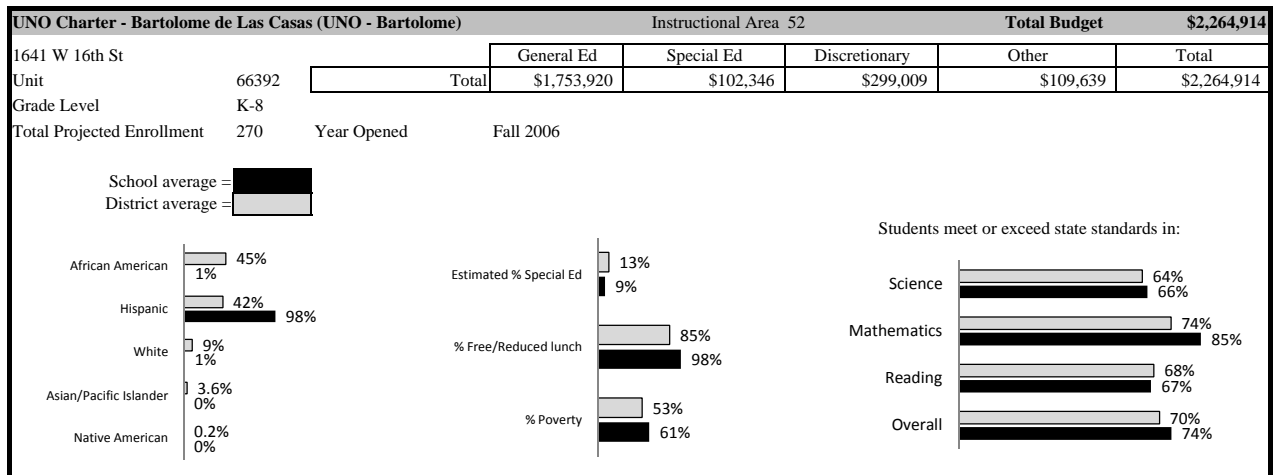 UNO Charter - Bartolome de Las Casas (UNO - Bartolome) Instructional Area 52 Total Budget $2,264,914
1641 W 16th St General Ed Special Ed Discretionary Other Total
Unit 66392 Total $1,753,920 $102,346 $299,009 $109,639 $2,264,914
Grade Level K-8
Total Projected Enrollment 270 Year Opened Fall 2006
School average =
District average =
African American 45% 1%
Hispanic 42% 98%
White 9% 1%
Asian/Pacific Islander 3.6% 0%
Native American 0.2% 0%
Estimated % Special Ed 13% 9%
% Free/Reduced lunch 85% 98%
% Poverty 53% 61%
Students meet or exceed state standards in:
Science 64% 66%
Mathematics 74% 85%
Reading 68% 67%
Overall 70% 74%